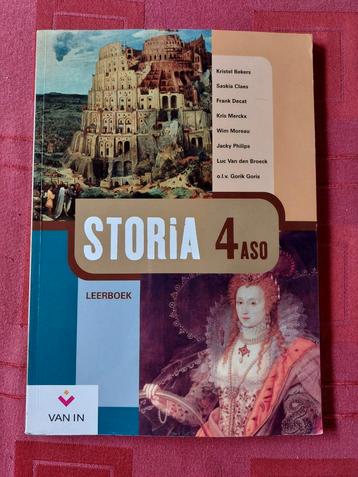 Kristel Bekers
Saskia Claes
Frank Decat
Kris Merckx
Wim Moreau
Jacky Philips
Luc Van den Broeck
o.l.v. Gorik Goris
STORiA 4 ASO
LEERBOEK
VAN IN